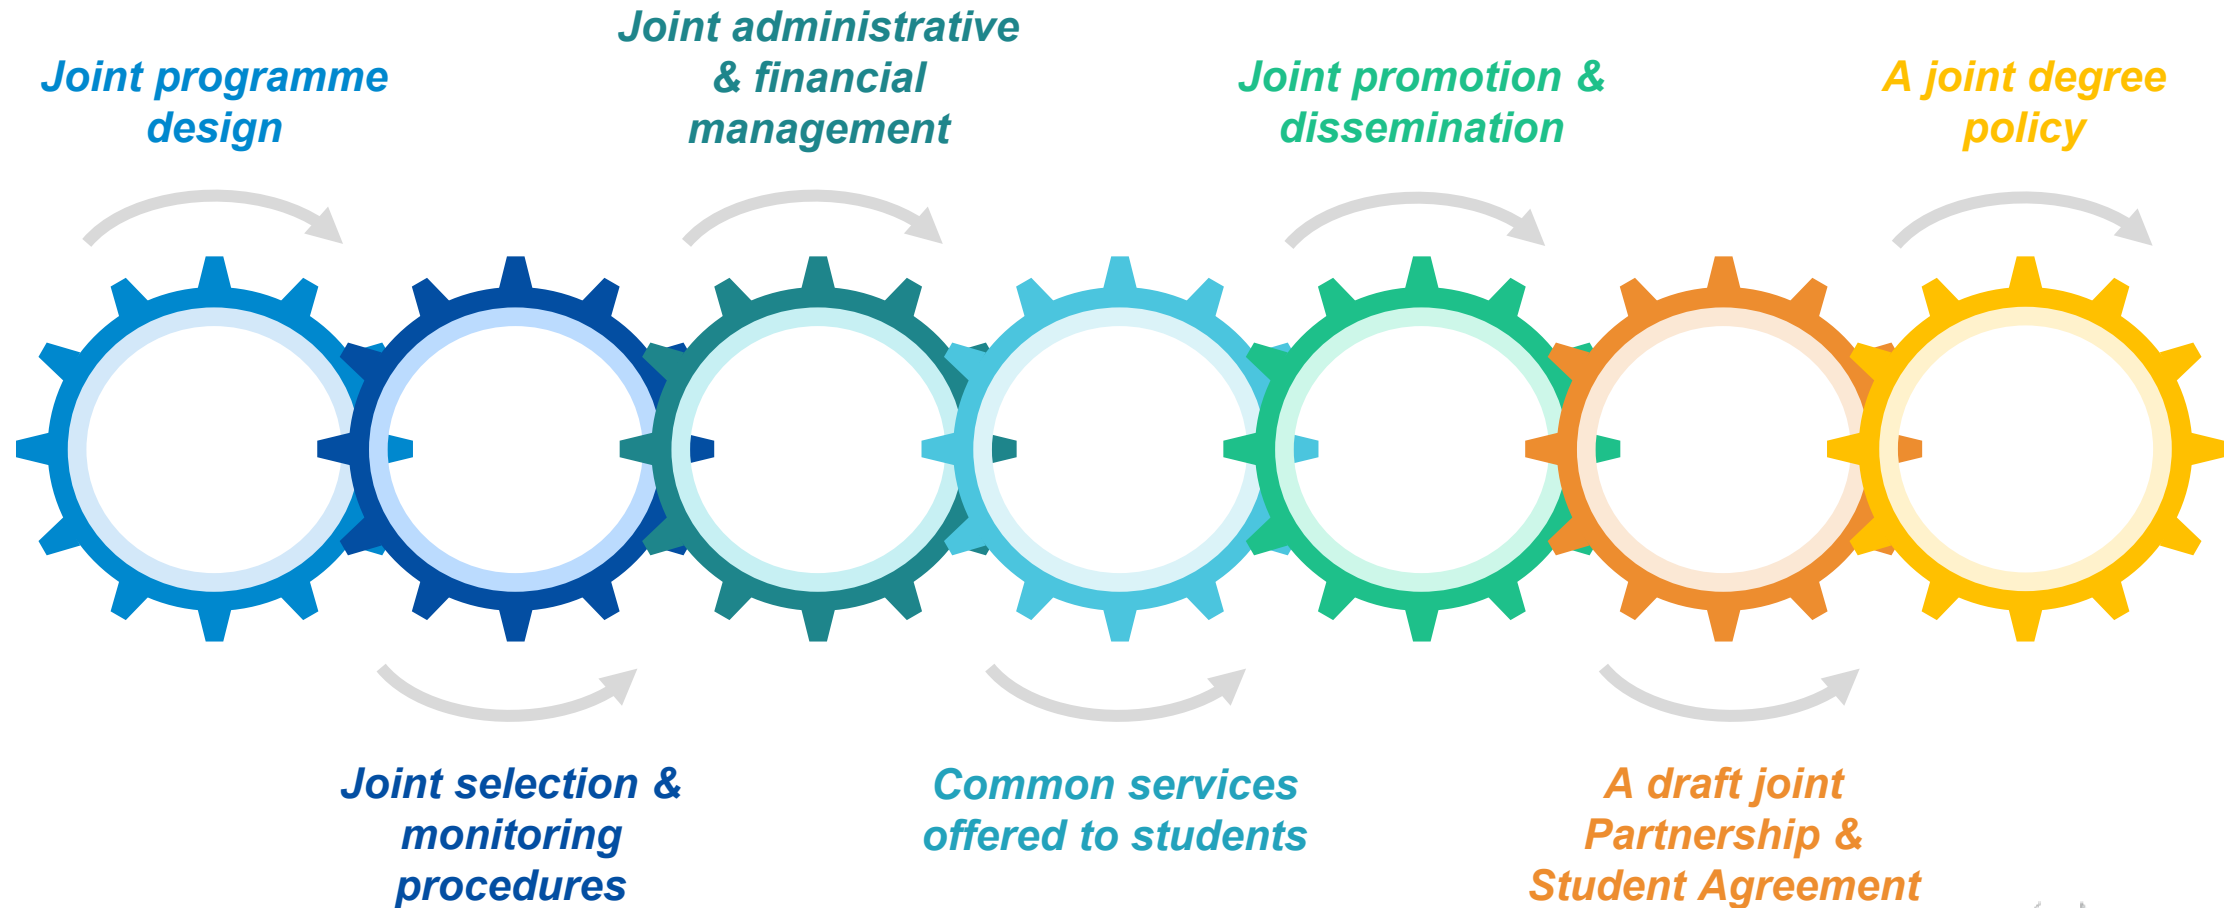 Joint programme
design
Joint selection &
monitoring
procedures
Joint administrative
& financial
management
Common services
offered to students
Joint promotion &
dissemination
A draft joint
Partnership &
Student Agreement
A joint degree
policy